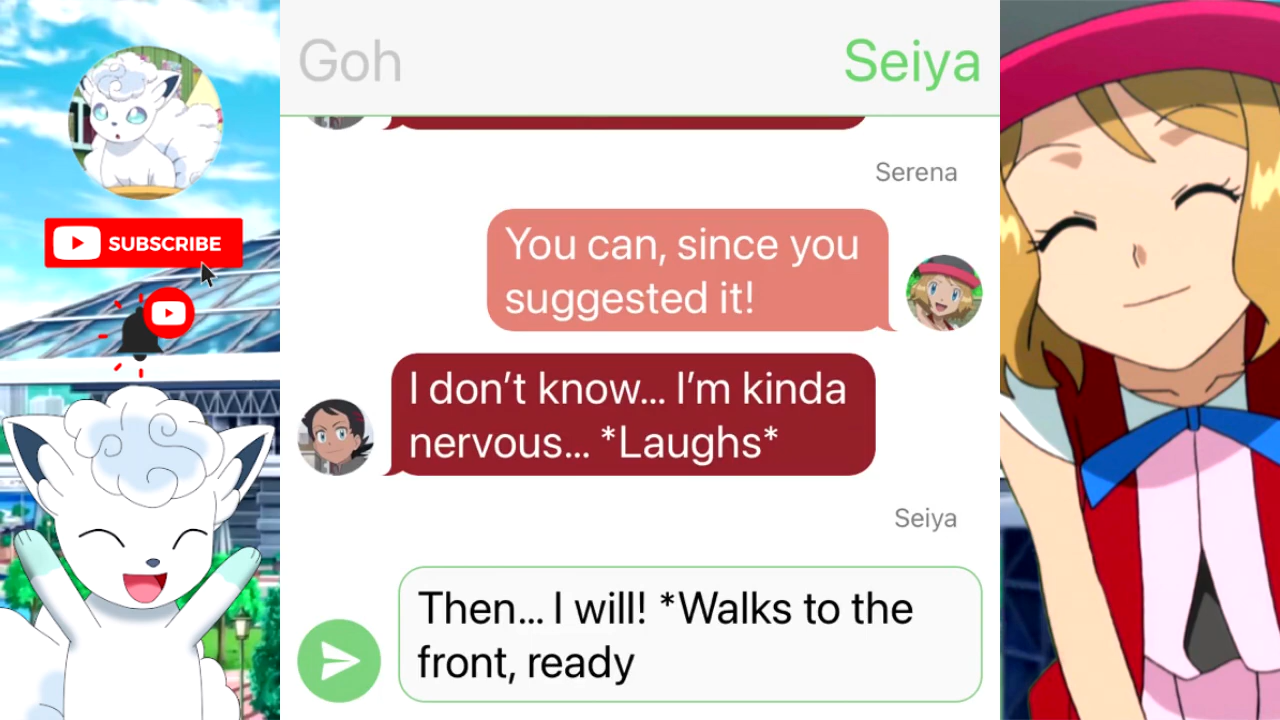 Goh
Seiya
SUBSCRIBE
Serena
You can, since you
suggested it!
I don’t know... I’m kinda
nervous... *Laughs*
Seiya
Then... I will! *Walks to the
front, ready